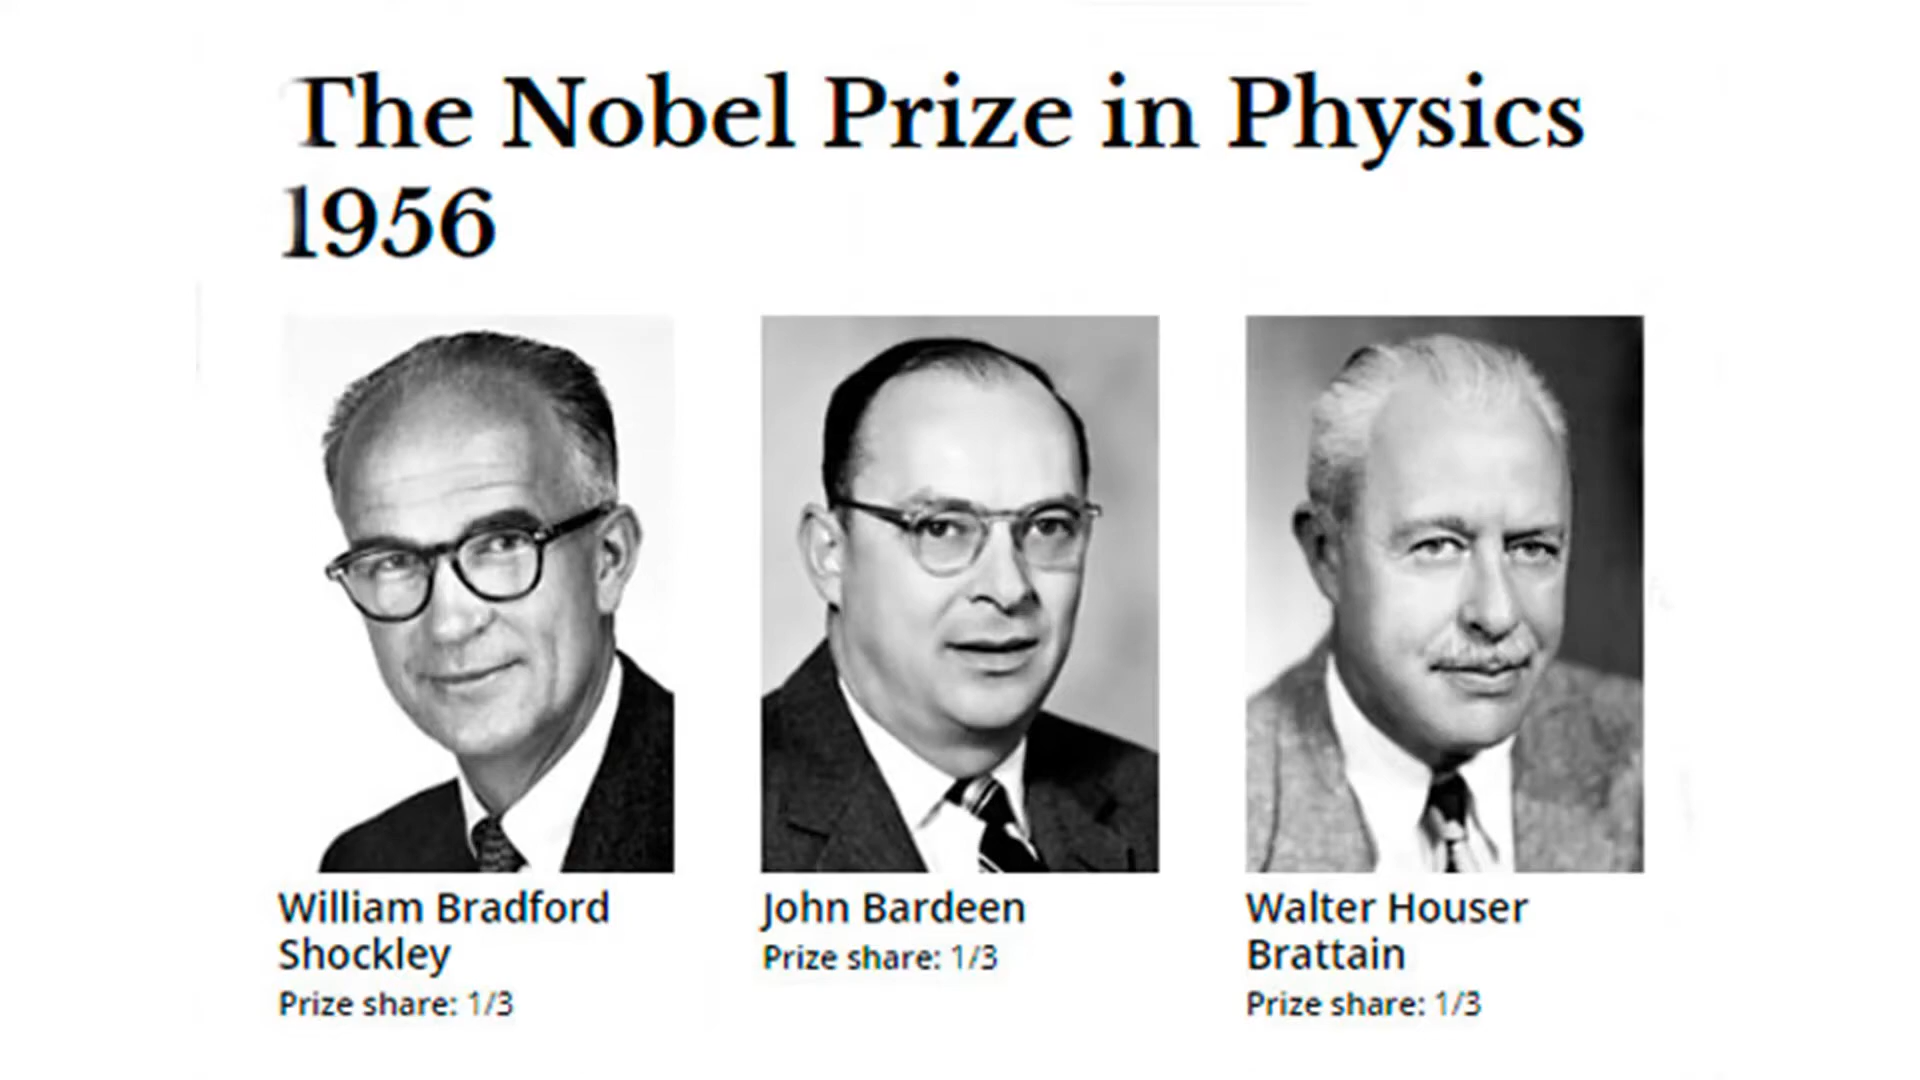 The Nobel Prize in Physics
1956
William Bradford
Shockley
Prize share: 1/3
John Bardeen
Prize share: 1/3
Walter Houser
Brattain
Prize share: 1/3